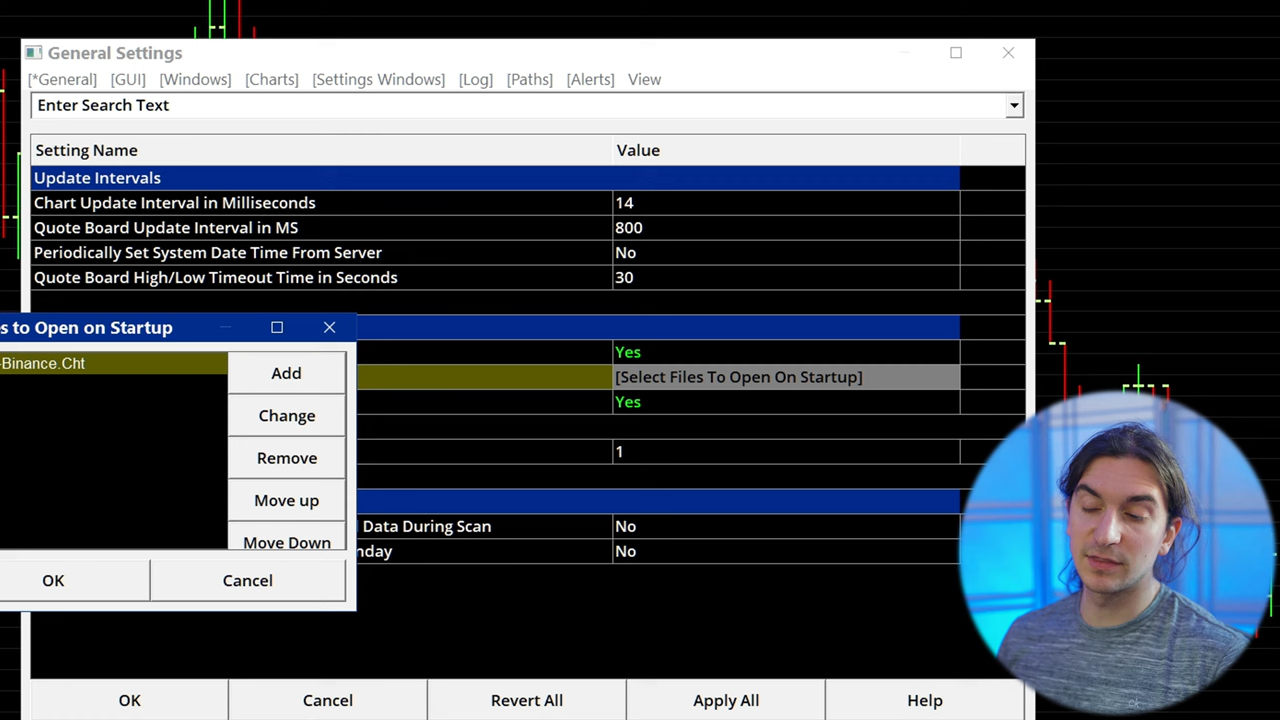 General Settings
[*General] [GUI] [Windows] [Charts] [Settings Windows] [Log] [Paths] [Alerts] View
Enter Search Text
Setting Name Value
Update Intervals
Chart Update Interval in Milliseconds 14
Quote Board Update Interval in MS 800
Periodically Set System Date Time From Server No
Quote Board High/Low Timeout Time in Seconds 30
s to Open on Startup
-Binance.Cht
Add
Change
Remove
Move up
Move Down
OK Cancel
Yes
[Select Files To Open On Startup]
Yes
1
Data During Scan No
nday No
OK Cancel Revert All Apply All Help